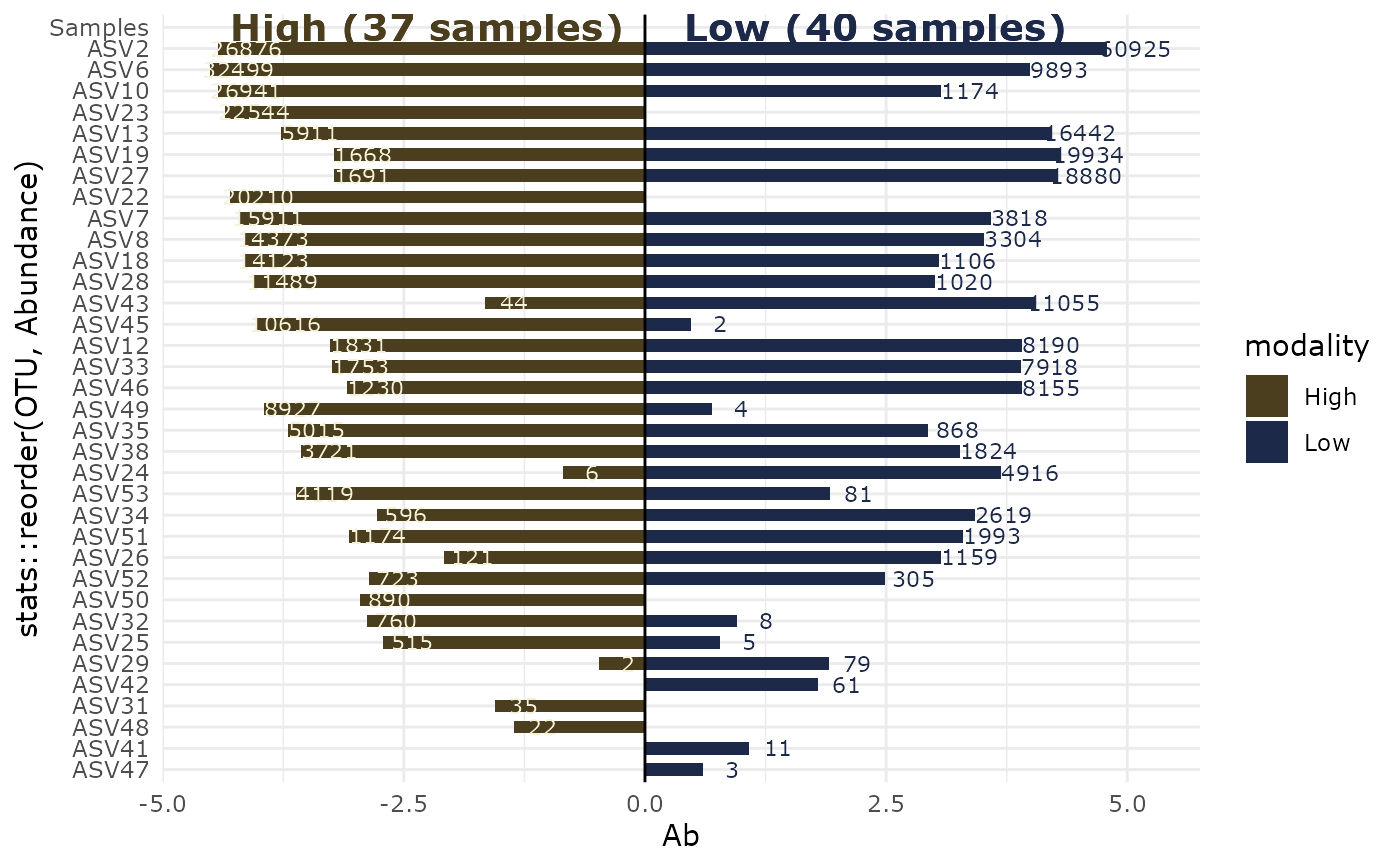 High (37 samples) Low (40 samples)
Samples
ASV2 26876 60925
ASV6 32499 9893
ASV10 26941 1174
ASV23 22544
ASV13 5911 16442
ASV19 1668 19934
ASV27 1691 18880
ASV22 20210
ASV7 15911 3818
ASV8 14373 3304
ASV18 14123 1106
ASV28 11489 1020
ASV43 44 11055
ASV45 10616 2
ASV12 1831 8190
ASV33 1753 7918
ASV46 1230 8155
ASV49 8927 4
ASV35 5015 868
ASV38 3721 1824
ASV24 6 4916
ASV53 4119 81
ASV34 596 2619
ASV51 1174 1993
ASV26 121 1159
ASV52 723 305
ASV50 890
ASV32 760 8
ASV25 515 5
ASV29 2 79
ASV42 61
ASV31 35
ASV48 22
ASV41 11
ASV47 3
-5.0 -2.5 0.0 2.5 5.0
Ab
stats::reorder(OTU, Abundance)
modality
High
Low